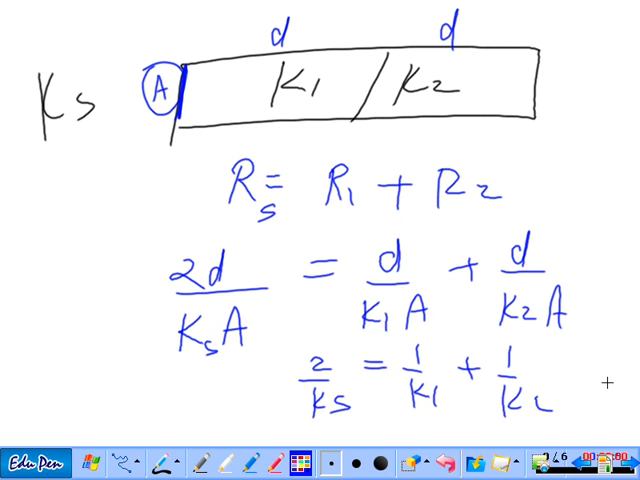 d d
Ks A K1 / K2
Rs = R1 + R2
2d/KsA = d/K1A + d/K2A
2/Ks = 1/K1 + 1/K2
Edu Pen